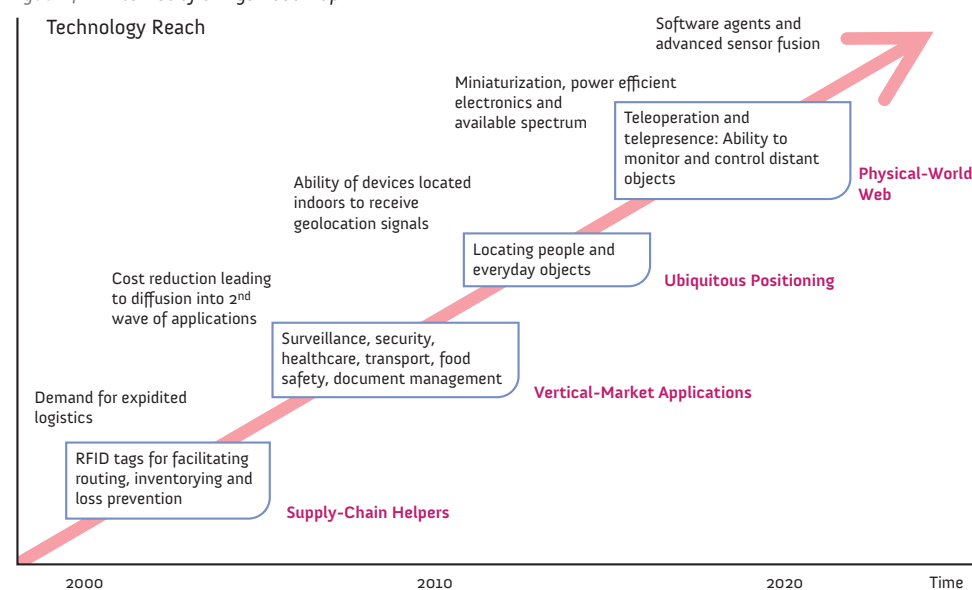 Technology Reach
Software agents and
advanced sensor fusion
Miniaturization, power efficient
electronics and
available spectrum
Teleoperation and
telepresence: Ability to
monitor and control distant
objects
Physical-World
Web
Ability of devices located
indoors to receive
geolocation signals
Locating people and
everyday objects
Ubiquitous Positioning
Cost reduction leading
to diffusion into 2nd
wave of applications
Surveillance, security,
healthcare, transport, food
safety, document management
Vertical-Market Applications
Demand for expidited
logistics
RFID tags for facilitating
routing, inventorying and
loss prevention
Supply-Chain Helpers
2000
2010
2020
Time